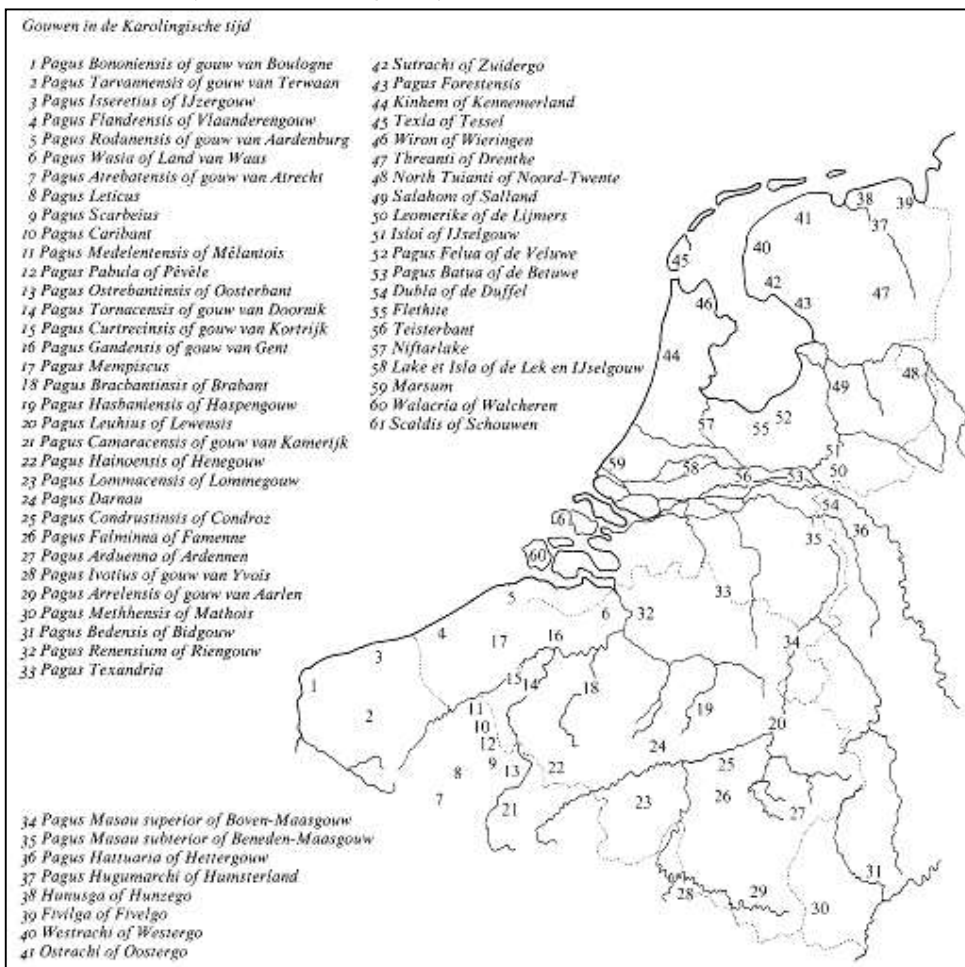 Gouwen in de Karolingische tijd
1 Pagus Bononiensis of gouw van Boulogne
2 Pagus Tarvannensis of gouw van Terwaan
3 Pagus Isseretius of IJzergouw
4 Pagus Flandrensis of Vlaanderengouw
5 Pagus Rodanensis of gouw van Aardenburg
6 Pagus Wasia of Land van Waas
7 Pagus Atrebatensis of gouw van Atrecht
8 Pagus Leticus
9 Pagus Scarbeius
10 Pagus Caribant
11 Pagus Medelentensis of Mêlantois
12 Pagus Pabula of Pévèle
13 Pagus Ostrebantinsis of Oosterbant
14 Pagus Tornacensis of gouw van Doornik
15 Pagus Curtrecinsis of gouw van Kortrijk
16 Pagus Gandensis of gouw van Gent
17 Pagus Mempiscus
18 Pagus Bracbantinsis of Brabant
19 Pagus Hasbaniensis of Haspengouw
20 Pagus Leuhius of Lewensis
21 Pagus Camaracensis of gouw van Kamerijk
22 Pagus Hainoensis of Henegouw
23 Pagus Lommacensis of Lommegouw
24 Pagus Darnau
25 Pagus Condrustinsis of Condroz
26 Pagus Falminna of Famenne
27 Pagus Arduenna of Ardennen
28 Pagus Ivotius of gouw van Yvois
29 Pagus Arrelensis of gouw van Aarlen
30 Pagus Methhensis of Mathois
31 Pagus Bedensis of Bidgouw
32 Pagus Renensium of Riengouw
33 Pagus Texandria
34 Pagus Masau superior of Boven-Maasgouw
35 Pagus Masau subterior of Beneden-Maasgouw
36 Pagus Hattuaria of Hettergouw
37 Pagus Hugumarchi of Humsterland
38 Hunusga of Hunzego
39 Fivilga of Fivelgo
40 Westrachi of Westergo
41 Ostrachi of Oostergo
42 Sutrachi of Zuidergo
43 Pagus Forestensis
44 Kinhem of Kennemerland
45 Texla of Tessel
46 Wiron of Wieringen
47 Threanti of Drenthe
48 North Tuianti of Noord-Twente
49 Salahom of Salland
50 Leomerike of de Lijmers
51 Isloi of IJselgouw
52 Pagus Felua of de Veluwe
53 Pagus Batua of de Betuwe
54 Dubla of de Duffel
55 Flethite
56 Teisterbant
57 Niftarlake
58 Lake et Isla of de Lek en IJselgouw
59 Marsum
60 Walacria of Walcheren
61 Scaldis of Schouwen
38
39
41
37
40
45
42
47
43
46
44
48
49
52
57
55
51
59
58
56
53
50
54
36
61
35
60
33
5
6
32
4
17
16
34
3
15
14
18
1
11
19
2
10
20
12
24
9
25
8
13
22
7
21
23
26
27
31
28
29
30